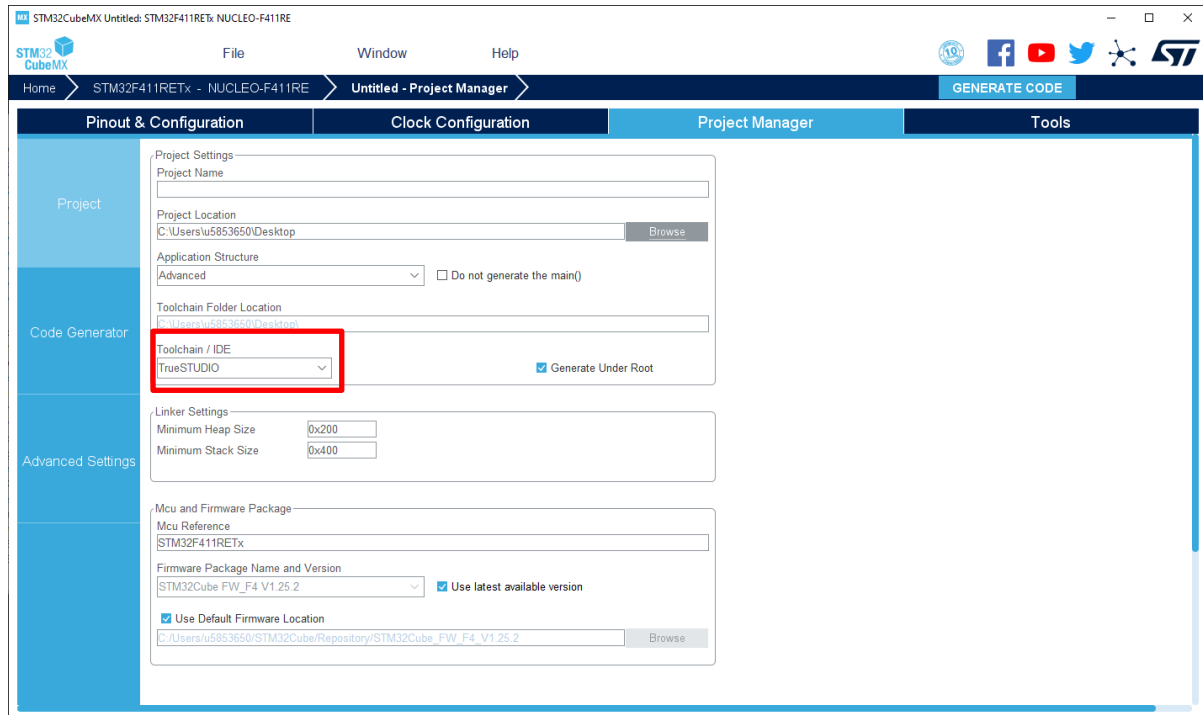 MX STM32CubeMX Untitled: STM32F411RETx NUCLEO-F411RE
STM32
CubeMX
File Window Help
10
Home STM32F411RETx - NUCLEO-F411RE Untitled - Project Manager GENERATE CODE
Pinout & Configuration Clock Configuration Project Manager Tools
Project
Code Generator
Advanced Settings
Project Settings
Project Name
Project Location
C:\Users\u5853650\Desktop Browse
Application Structure
Advanced Do not generate the main()
Toolchain Folder Location
C:\Users\u5853650\Desktop\
Toolchain / IDE
TrueSTUDIO Generate Under Root
Linker Settings
Minimum Heap Size 0x200
Minimum Stack Size 0x400
Mcu and Firmware Package
Mcu Reference
STM32F411RETx
Firmware Package Name and Version
STM32Cube FW_F4 V1.25.2 Use latest available version
Use Default Firmware Location
C:/Users/u5853650/STM32Cube/Repository/STM32Cube_FW_F4_V1.25.2 Browse